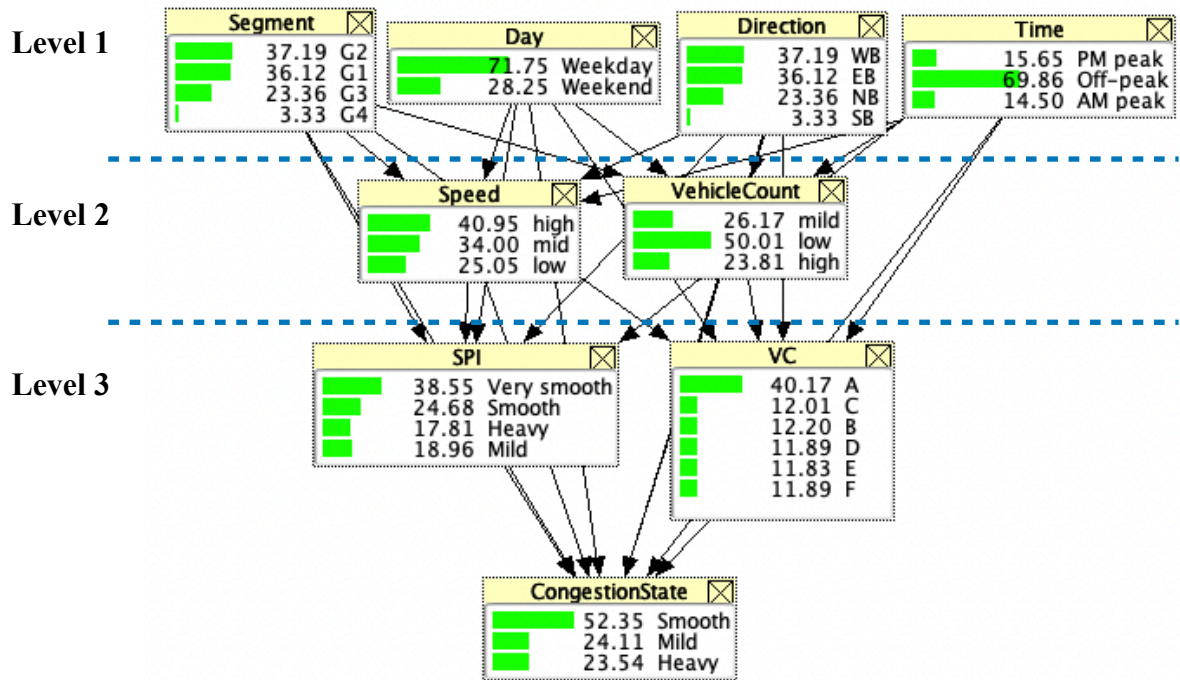 Level 1
Segment
37.19 G2
36.12 G1
23.36 G3
3.33 G4
Day
71.75 Weekday
28.25 Weekend
Direction
37.19 WB
36.12 EB
23.36 NB
3.33 SB
Time
15.65 PM peak
69.86 Off-peak
14.50 AM peak
Level 2
Speed
40.95 high
34.00 mid
25.05 low
VehicleCount
26.17 mild
50.01 low
23.81 high
Level 3
SPI
38.55 Very smooth
24.68 Smooth
17.81 Heavy
18.96 Mild
VC
40.17 A
12.01 C
12.20 B
11.89 D
11.83 E
11.89 F
CongestionState
52.35 Smooth
24.11 Mild
23.54 Heavy